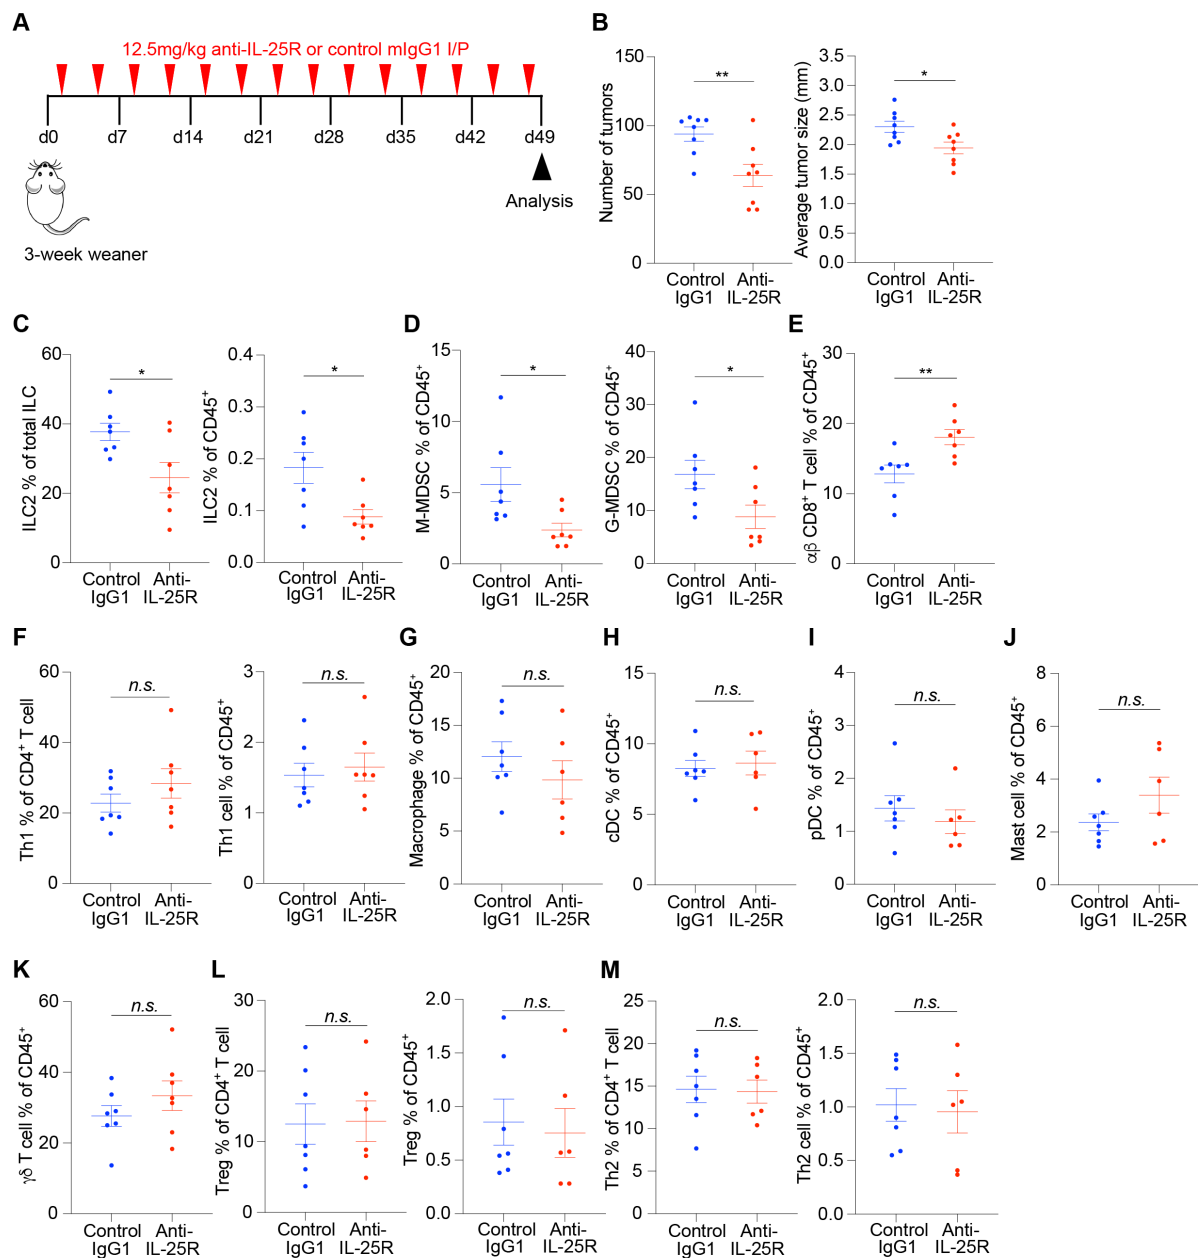 A
12.5mg/kg anti-IL-25R or control mIgG1 I/P
d0 d7 d14 d21 d28 d35 d42 d49
Analysis
3-week weaner
B
Number of tumors
150
100
50
0
**
Control IgG1
Anti-IL-25R
Average tumor size (mm)
3.5
3.0
2.5
2.0
1.5
1.0
0.5
0.0
*
Control IgG1
Anti-IL-25R
C
ILC2 % of total ILC
60
40
20
0
*
Control IgG1
Anti-IL-25R
ILC2 % of CD45⁺
0.4
0.3
0.2
0.1
0.0
*
Control IgG1
Anti-IL-25R
D
M-MDSC % of CD45⁺
15
10
5
0
*
Control IgG1
Anti-IL-25R
G-MDSC % of CD45⁺
40
30
20
10
0
*
Control IgG1
Anti-IL-25R
E
αβ CD8⁺ T cell % of CD45⁺
30
20
10
0
**
Control IgG1
Anti-IL-25R
F
Th1 % of CD4⁺ T cell
60
40
20
0
n.s.
Control IgG1
Anti-IL-25R
Th1 cell % of CD45⁺
3
2
1
0
n.s.
Control IgG1
Anti-IL-25R
G
Macrophage % of CD45⁺
20
15
10
5
0
n.s.
Control IgG1
Anti-IL-25R
H
cDC % of CD45⁺
15
10
5
0
n.s.
Control IgG1
Anti-IL-25R
I
pDC % of CD45⁺
4
3
2
1
0
n.s.
Control IgG1
Anti-IL-25R
J
Mast cell % of CD45⁺
8
6
4
2
0
n.s.
Control IgG1
Anti-IL-25R
K
γδ T cell % of CD45⁺
60
40
20
0
n.s.
Control IgG1
Anti-IL-25R
L
Treg % of CD4⁺ T cell
30
20
10
0
n.s.
Control IgG1
Anti-IL-25R
Treg % of CD45⁺
2.0
1.5
1.0
0.5
0.0
n.s.
Control IgG1
Anti-IL-25R
M
Th2 % of CD4⁺ T cell
25
20
15
10
5
0
n.s.
Control IgG1
Anti-IL-25R
Th2 cell % of CD45⁺
2.0
1.5
1.0
0.5
0.0
n.s.
Control IgG1
Anti-IL-25R